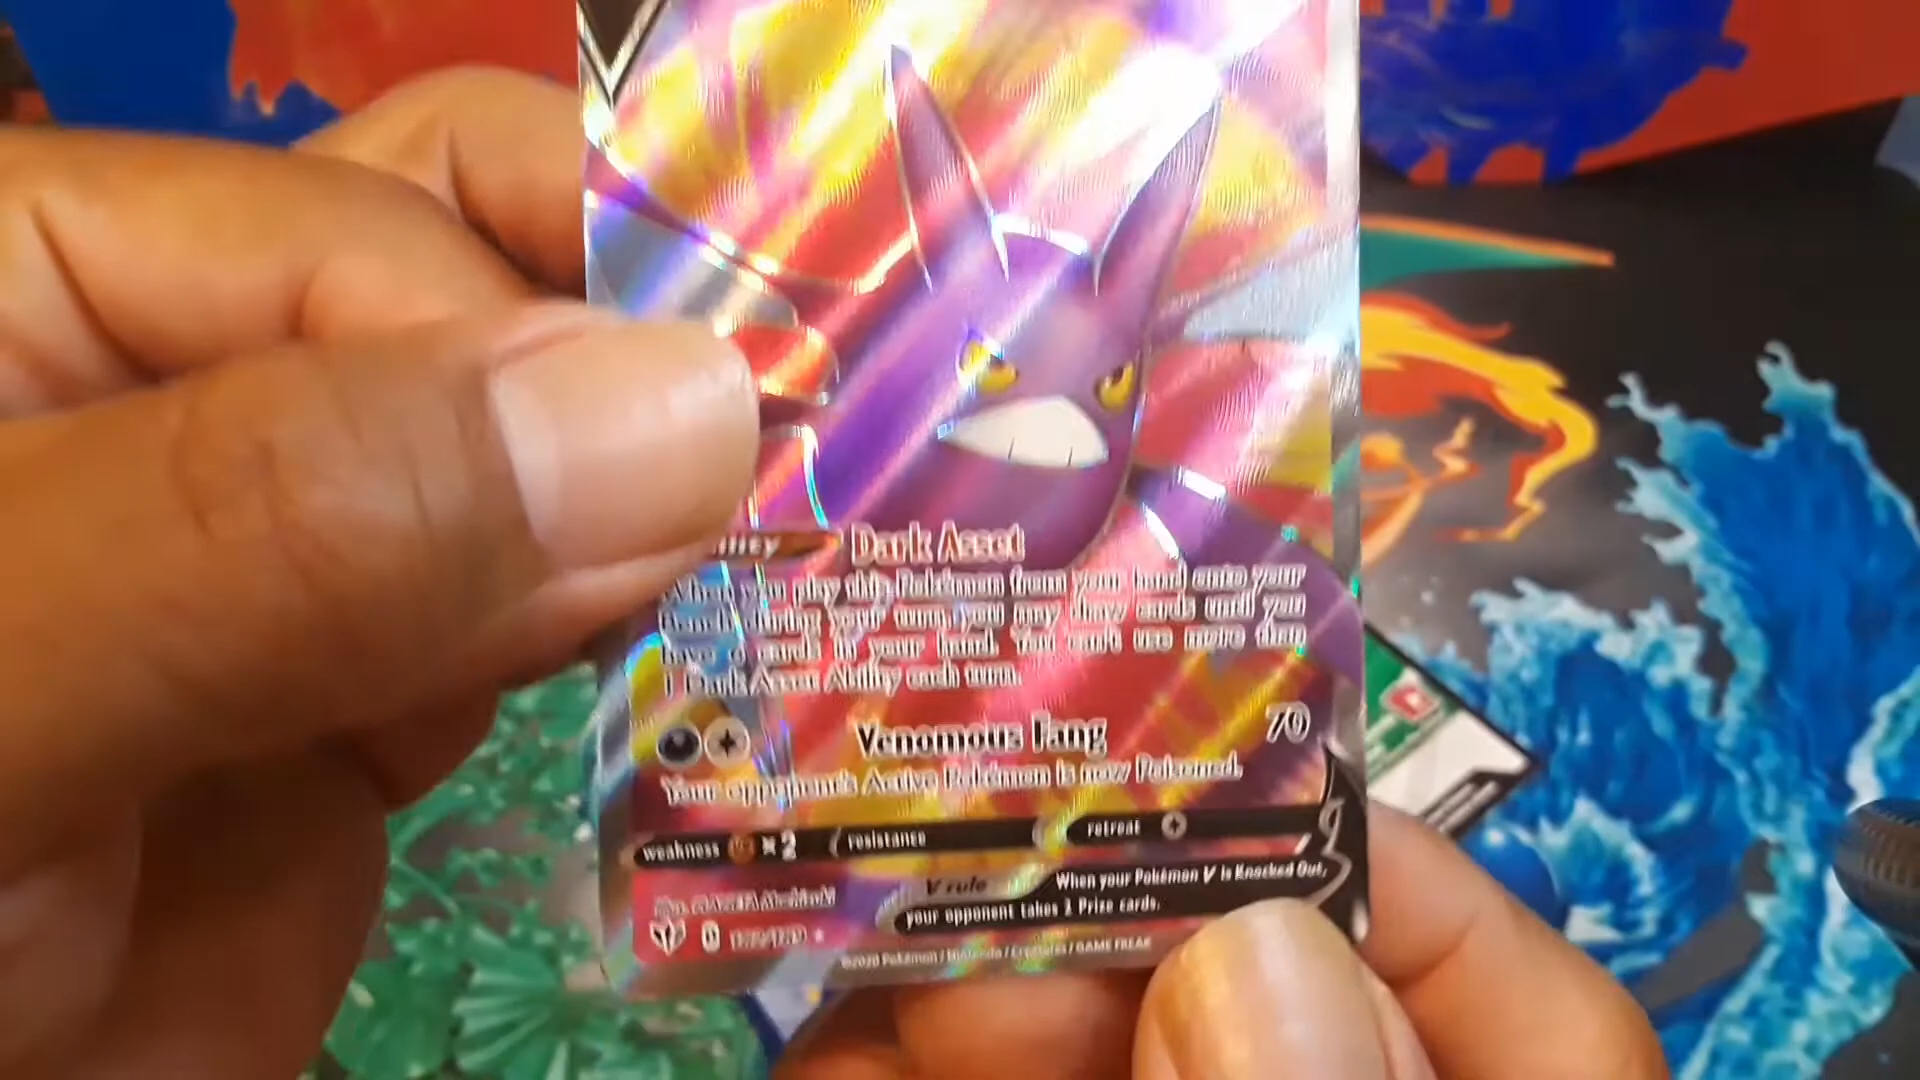 ility Dark Asset
When you play this Pokémon from your hand onto your
Bench during your turn, you may draw cards until you
have 6 cards in your hand. You can't use more than
1 Dark Asset Ability each turn.
Venomous Fang 70
Your opponent's Active Pokémon is now Poisoned.
weakness ×2 resistance retreat
V rule When your Pokémon V is Knocked Out,
your opponent takes 2 Prize cards.
©2020 Pokémon / Nintendo / Creatures / GAME FREAK